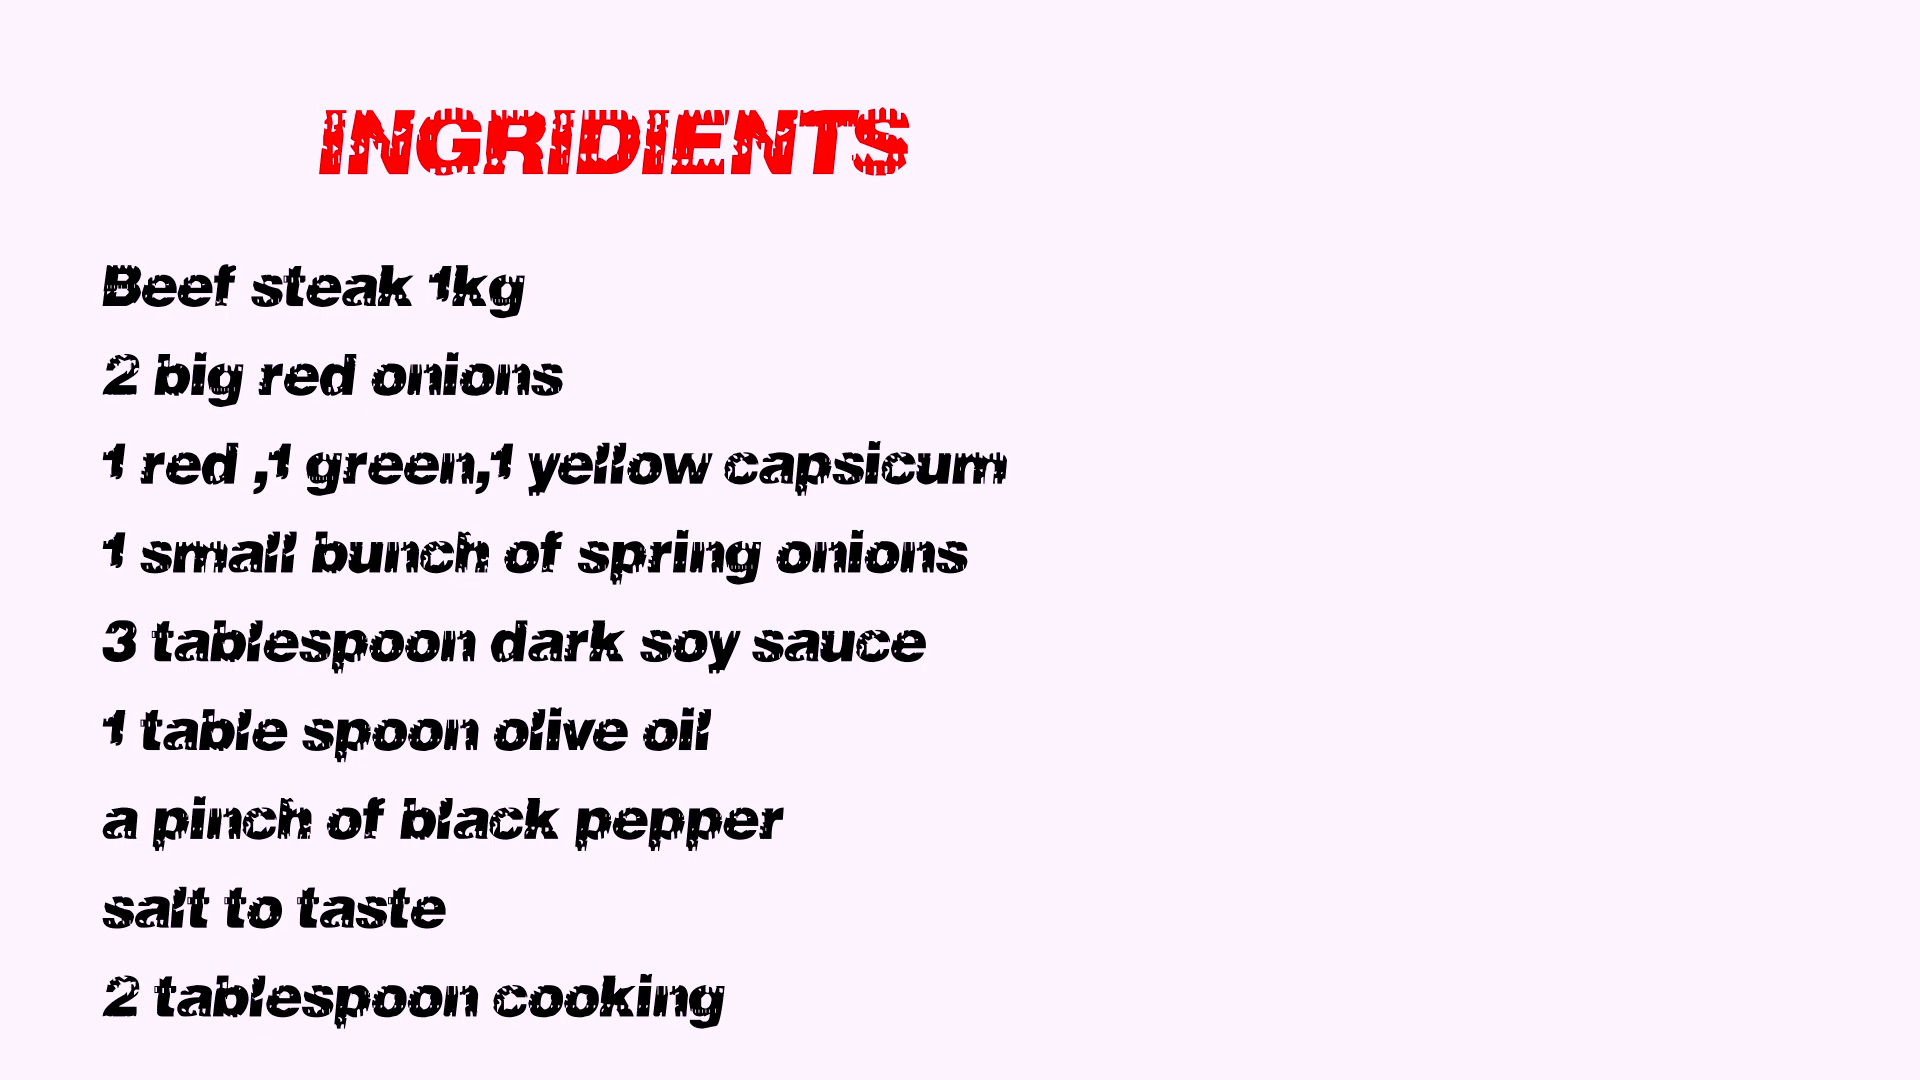 INGRIDIENTS
Beef steak 1kg
2 big red onions
1 red ,1 green,1 yellow capsicum
1 small bunch of spring onions
3 tablespoon dark soy sauce
1 table spoon olive oil
a pinch of black pepper
salt to taste
2 tablespoon cooking